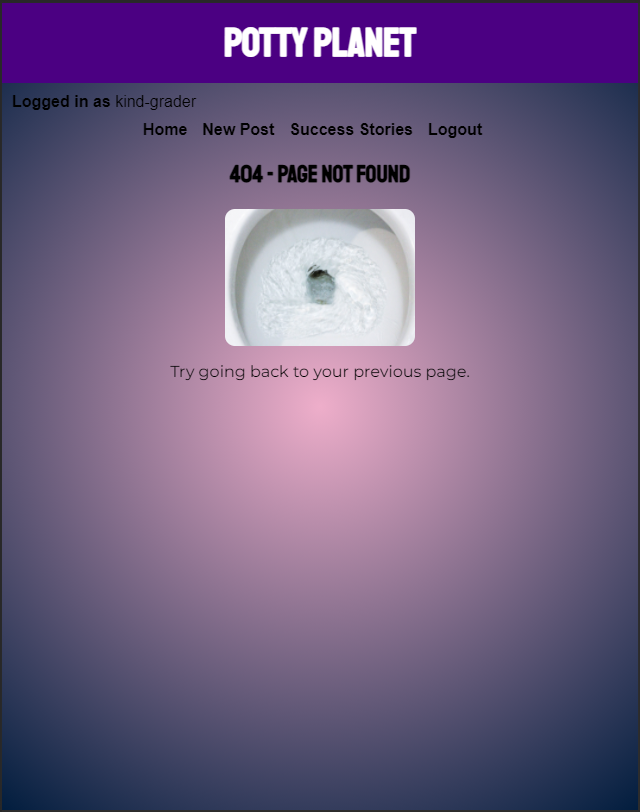 POTTY PLANET
Logged in as kind-grader
Home New Post Success Stories Logout
404 - PAGE NOT FOUND
Try going back to your previous page.